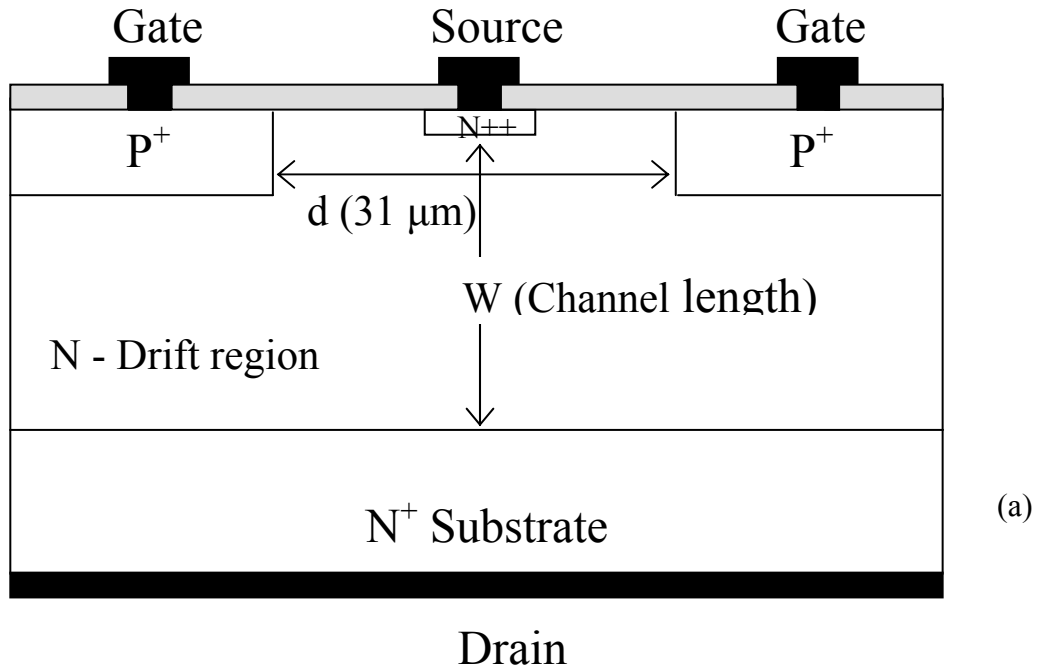 Gate Source Gate
P+ N++ P+
d (31 μm)
W (Channel length)
N - Drift region
N+ Substrate
(a)
Drain